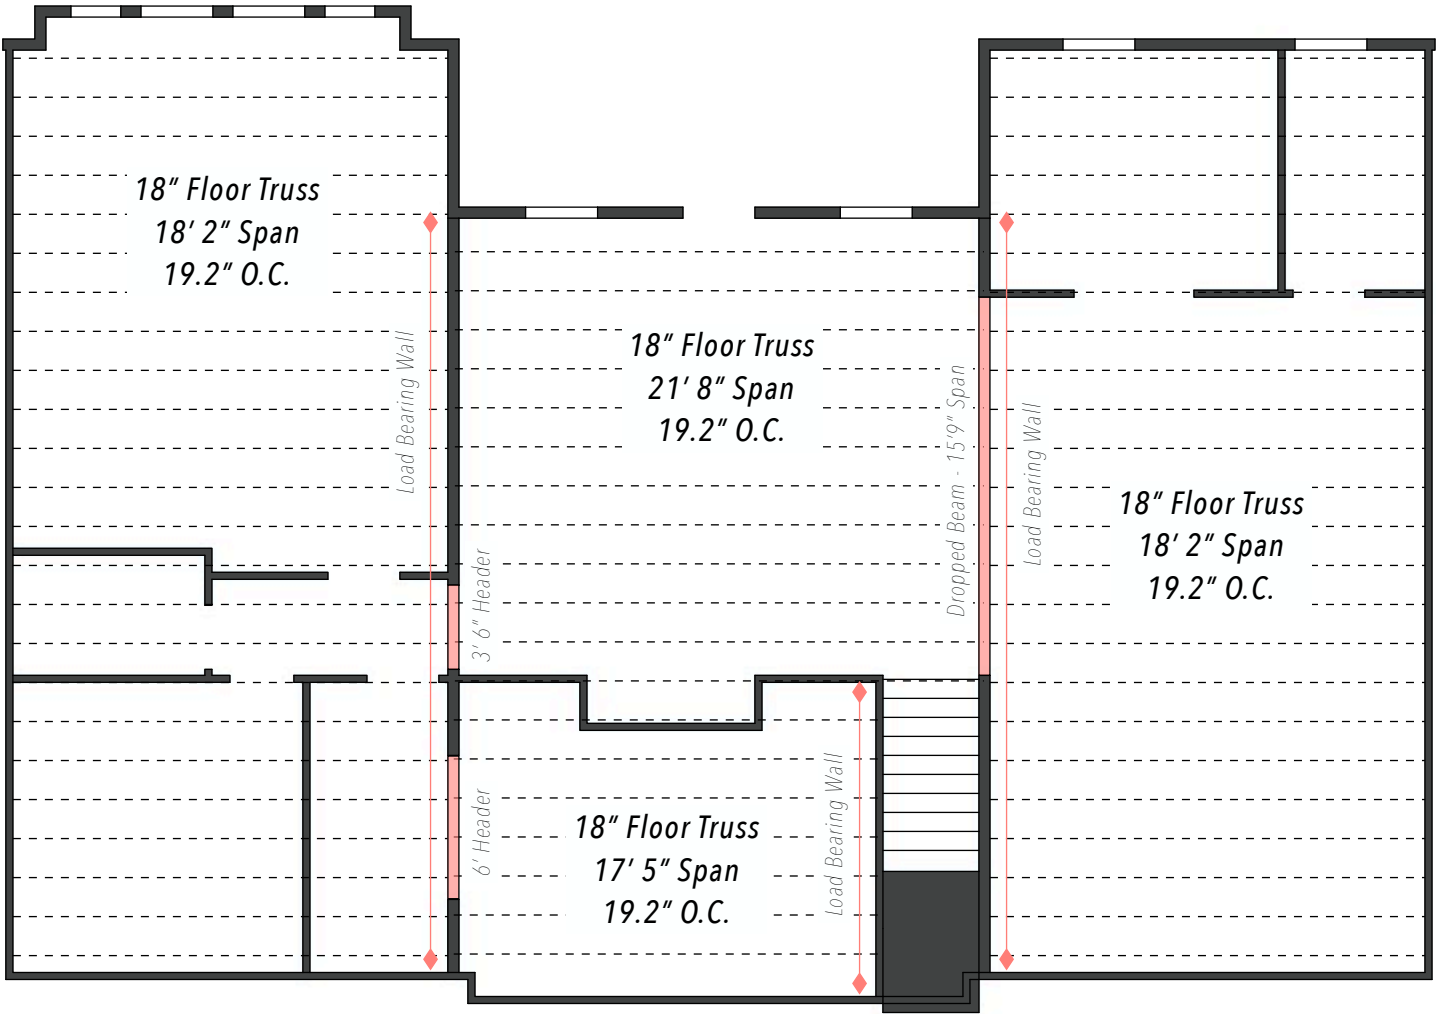 18" Floor Truss
18' 2" Span
19.2" O.C.
Load Bearing Wall
3' 6" Header
6' Header
18" Floor Truss
21' 8" Span
19.2" O.C.
Dropped Beam - 15'9" Span
Load Bearing Wall
18" Floor Truss
18' 2" Span
19.2" O.C.
18" Floor Truss
17' 5" Span
19.2" O.C.
Load Bearing Wall